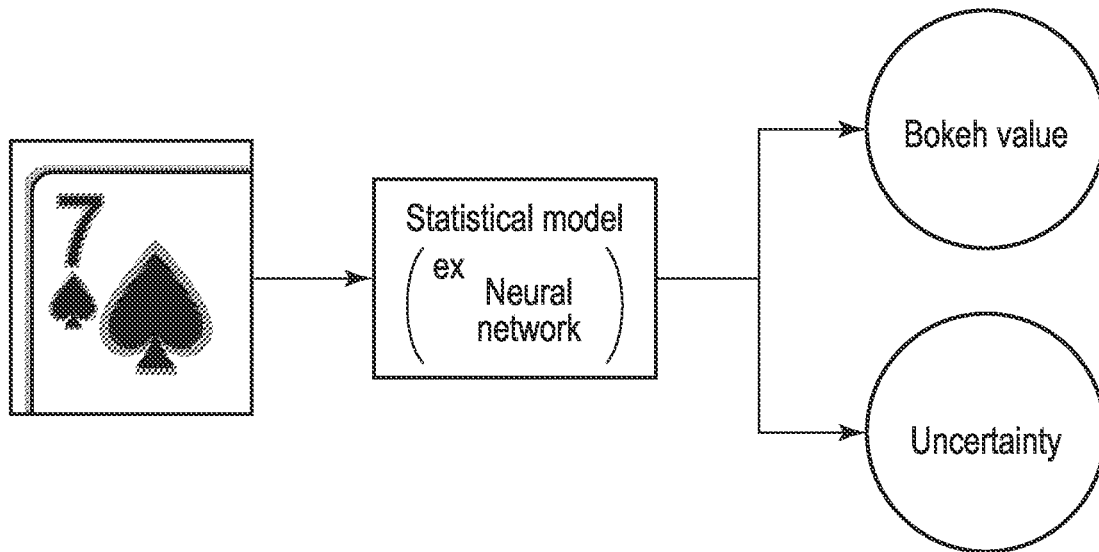 7
Statistical model
ex
Neural
network
Bokeh value
Uncertainty